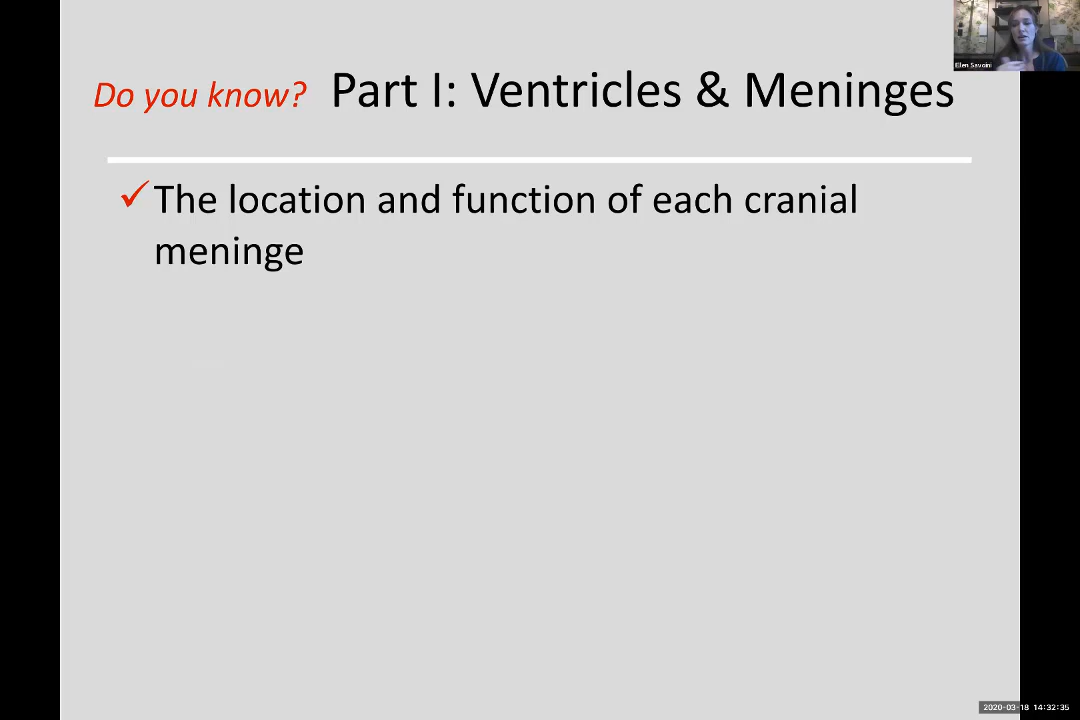 Ellen Savoini
Do you know? Part I: Ventricles & Meninges
✓The location and function of each cranial
meninge
2020-03-18 14:32:35